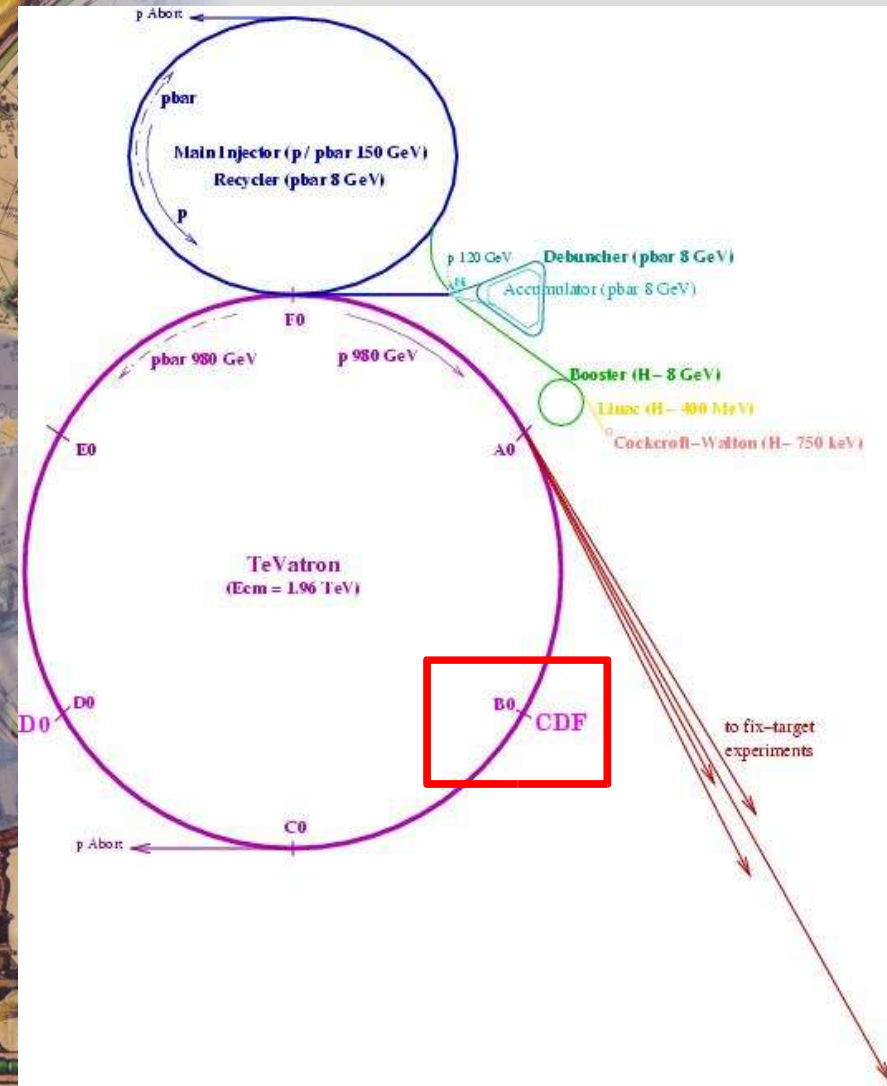 p Abort
pbar
Main Injector (p / pbar 150 GeV)
Recycler (pbar 8 GeV)
p
p 120 GeV
Debuncher (pbar 8 GeV)
Accumulator (pbar 8 GeV)
F0
pbar 980 GeV
p 980 GeV
Booster (H– 8 GeV)
Linac (H– 400 MeV)
Cockcroft–Walton (H– 750 keV)
E0
A0
TeVatron
(Ecm = 1.96 TeV)
D0
D0
B0
CDF
to fix–target
experiments
C0
p Abort